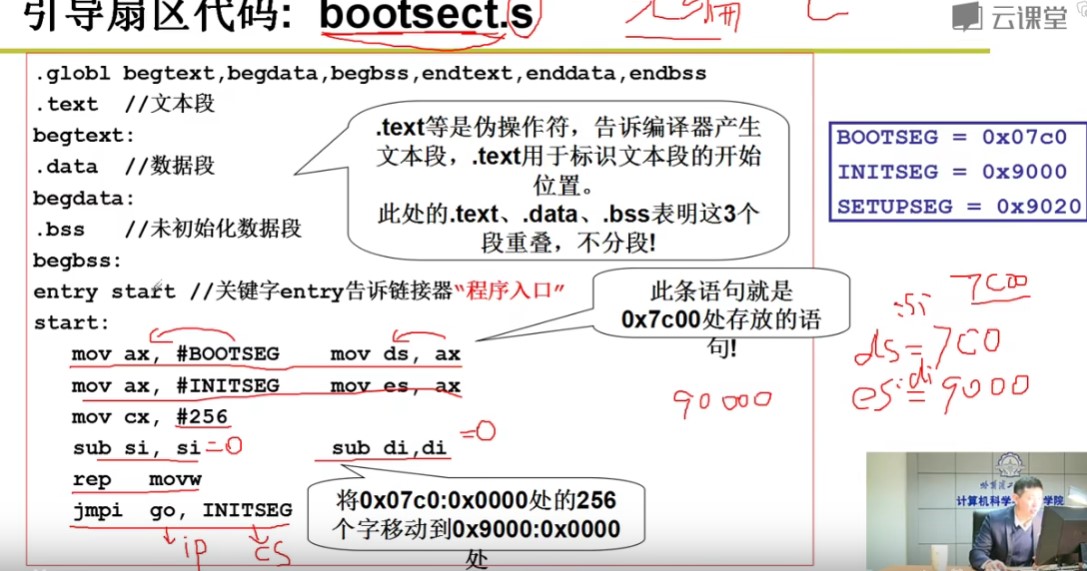 引导扇区代码: bootsect.s
汇编 C
云课堂
.globl begtext,begdata,begbss,endtext,enddata,endbss
.text //文本段
begtext:
.data //数据段
begdata:
.bss //未初始化数据段
begbss:
entry start //关键字entry告诉链接器“程序入口”
start:
mov ax, #BOOTSEG mov ds, ax
mov ax, #INITSEG mov es, ax
mov cx, #256
sub si, si=0 sub di,di=0
rep movw
jmpi go, INITSEG
ip cs
.text等是伪操作符，告诉编译器产生
文本段，.text用于标识文本段的开始
位置。
此处的.text、.data、.bss表明这3个
段重叠，不分段!
此条语句就是
0x7c00处存放的语
句!
将0x07c0:0x0000处的256
个字移动到0x9000:0x0000
处
BOOTSEG = 0x07c0
INITSEG = 0x9000
SETUPSEG = 0x9020
7C00
:si
ds=7C0
:di
es=9000
90000
计算机科学
学院